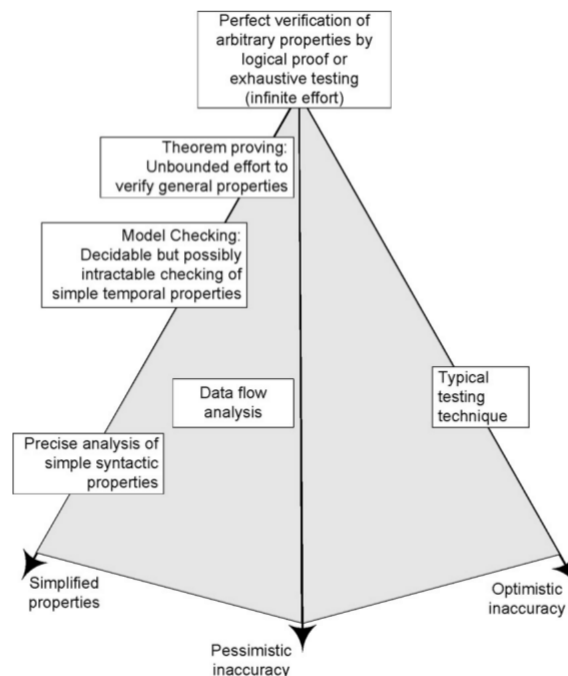 Perfect verification of
arbitrary properties by
logical proof or
exhaustive testing
(infinite effort)
Theorem proving:
Unbounded effort to
verify general properties
Model Checking:
Decidable but possibly
intractable checking of
simple temporal properties
Data flow
analysis
Typical
testing
technique
Precise analysis of
simple syntactic
properties
Simplified
properties
Optimistic
inaccuracy
Pessimistic
inaccuracy